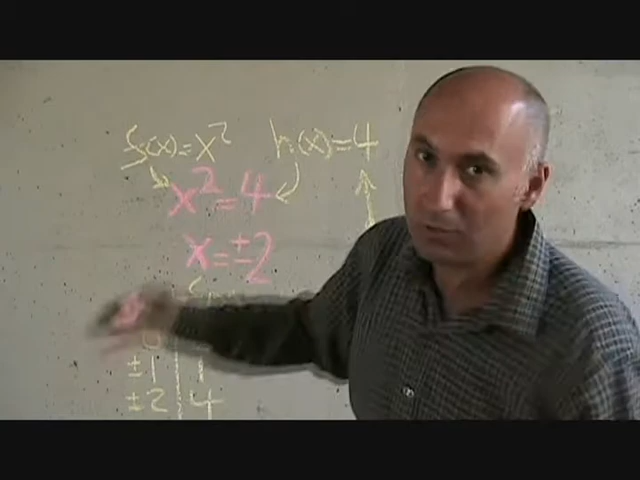 f(x)=x² h(x)=4
x²=4
x=±2
0
±1 1
±2 4